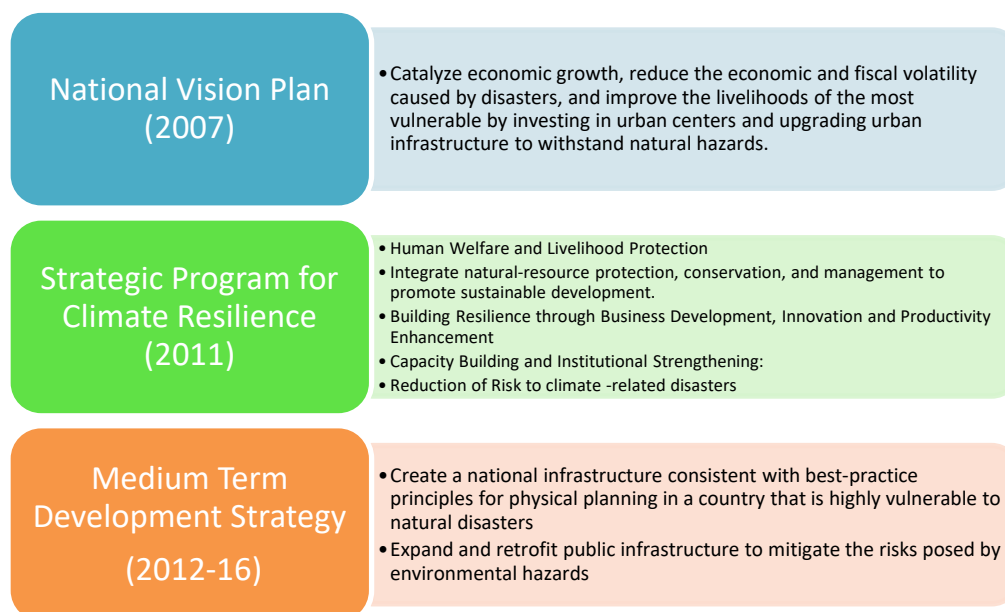 National Vision Plan
(2007)
•Catalyze economic growth, reduce the economic and fiscal volatility
caused by disasters, and improve the livelihoods of the most
vulnerable by investing in urban centers and upgrading urban
infrastructure to withstand natural hazards.
Strategic Program for
Climate Resilience
(2011)
•Human Welfare and Livelihood Protection
•Integrate natural-resource protection, conservation, and management to
promote sustainable development.
•Building Resilience through Business Development, Innovation and Productivity
Enhancement
•Capacity Building and Institutional Strengthening:
•Reduction of Risk to climate -related disasters
Medium Term
Development Strategy
(2012-16)
•Create a national infrastructure consistent with best-practice
principles for physical planning in a country that is highly vulnerable to
natural disasters
•Expand and retrofit public infrastructure to mitigate the risks posed by
environmental hazards